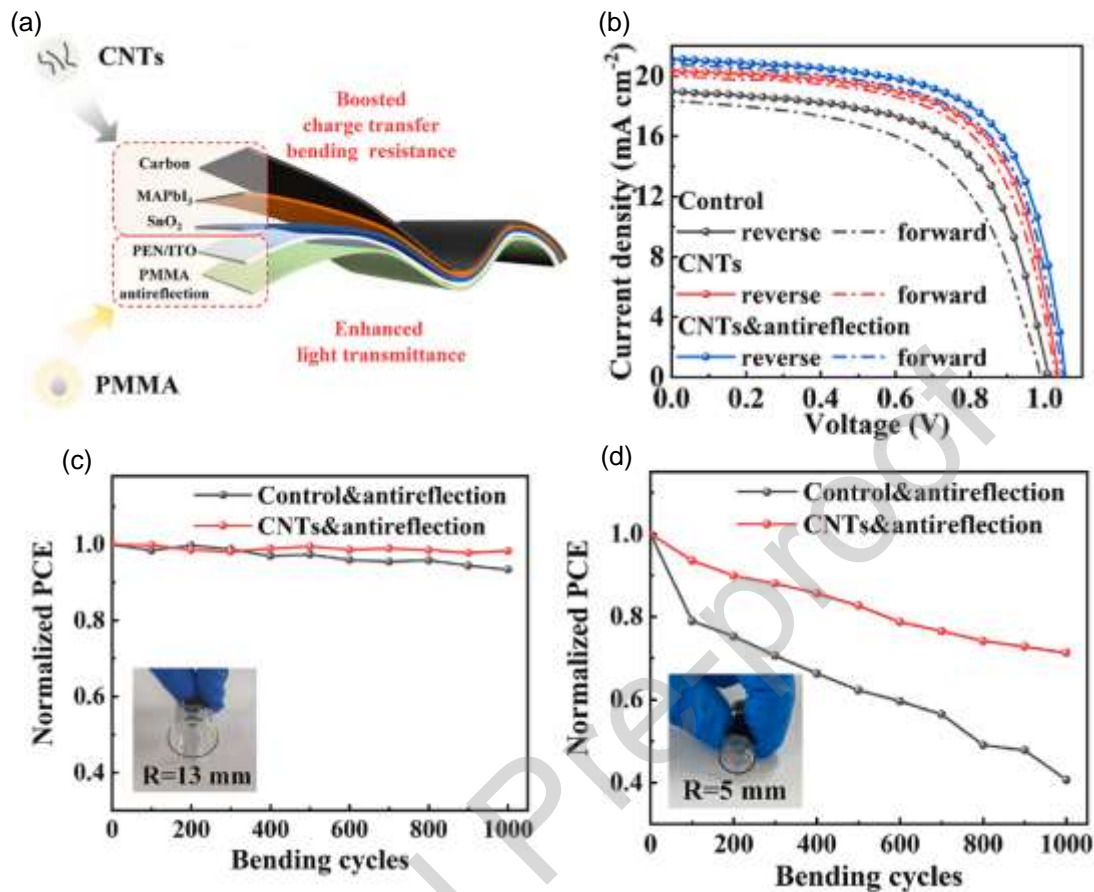 (a)
CNTs
Boosted
charge transfer
bending resistance
Carbon
MAPbI₃
SnO₂
PEN/ITO
PMMA
antireflection
Enhanced
light transmittance
PMMA
(b)
Current density (mA cm⁻²)
20
16
12
8
4
0
Control
reverse forward
CNTs
reverse forward
CNTs&antireflection
reverse forward
0.0 0.2 0.4 0.6 0.8 1.0
Voltage (V)
(c)
Normalized PCE
Control&antireflection
CNTs&antireflection
1.0
0.8
0.6
0.4
R=13 mm
0 200 400 600 800 1000
Bending cycles
(d)
Normalized PCE
Control&antireflection
CNTs&antireflection
1.0
0.8
0.6
0.4
R=5 mm
0 200 400 600 800 1000
Bending cycles
l Pre-proof